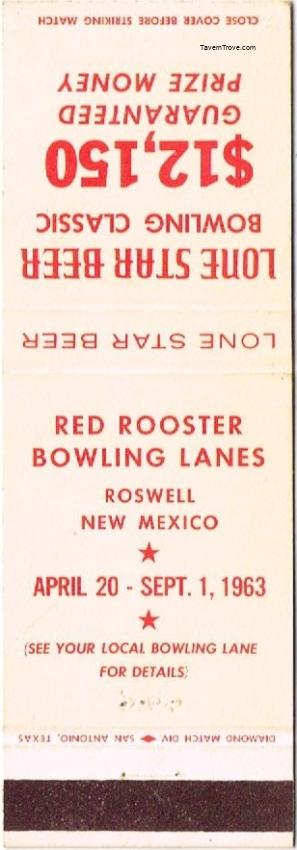 TavernTrove.com
LONE STAR BEER
BOWLING CLASSIC
$12,150
GUARANTEED
PRIZE MONEY
CLOSE COVER BEFORE STRIKING MATCH
LONE STAR BEER
RED ROOSTER
BOWLING LANES
ROSWELL
NEW MEXICO
★
APRIL 20 - SEPT. 1, 1963
★
(SEE YOUR LOCAL BOWLING LANE
FOR DETAILS)
DIAMOND MATCH DIV. ◆ SAN ANTONIO, TEXAS